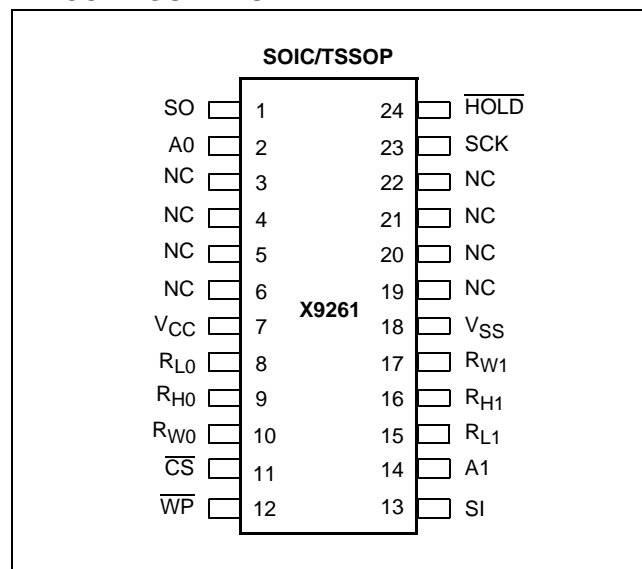 SOIC/TSSOP
SO 1 24 HOLD
A0 2 23 SCK
NC 3 22 NC
NC 4 21 NC
NC 5 20 NC
NC 6 19 NC
X9261
VCC 7 18 VSS
RL0 8 17 RW1
RH0 9 16 RH1
RW0 10 15 RL1
CS 11 14 A1
WP 12 13 SI